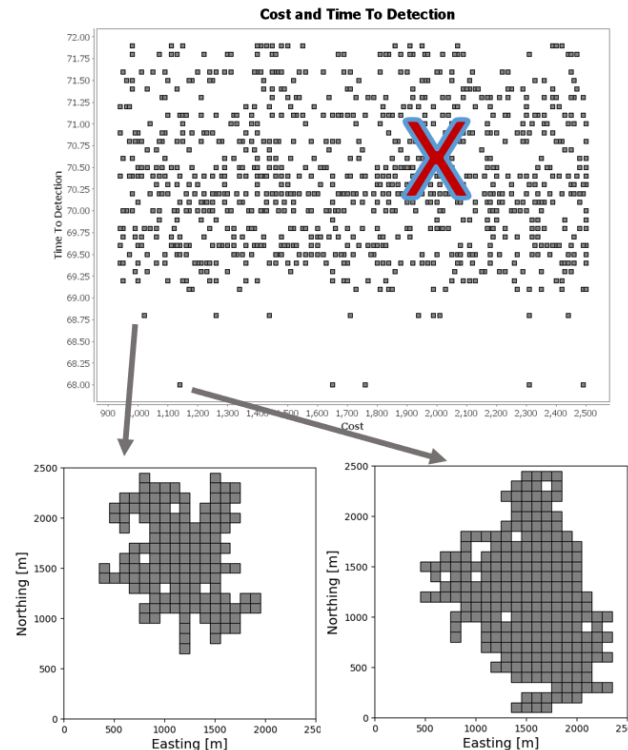 Cost and Time To Detection
72.00
71.75
71.50
71.25
71.00
70.75
70.50
70.25
70.00
69.75
69.50
69.25
69.00
68.75
68.50
68.25
68.00
Time To Detection
900 1,000 1,100 1,200 1,300 1,400 1,500 1,600 1,700 1,800 1,900 2,000 2,100 2,200 2,300 2,400 2,500
Cost
2500
2000
1500
1000
500
0
Northing [m]
0 500 1000 1500 2000 250
Easting [m]
2500
2000
1500
1000
500
0
Northing [m]
0 500 1000 1500 2000 250
Easting [m]